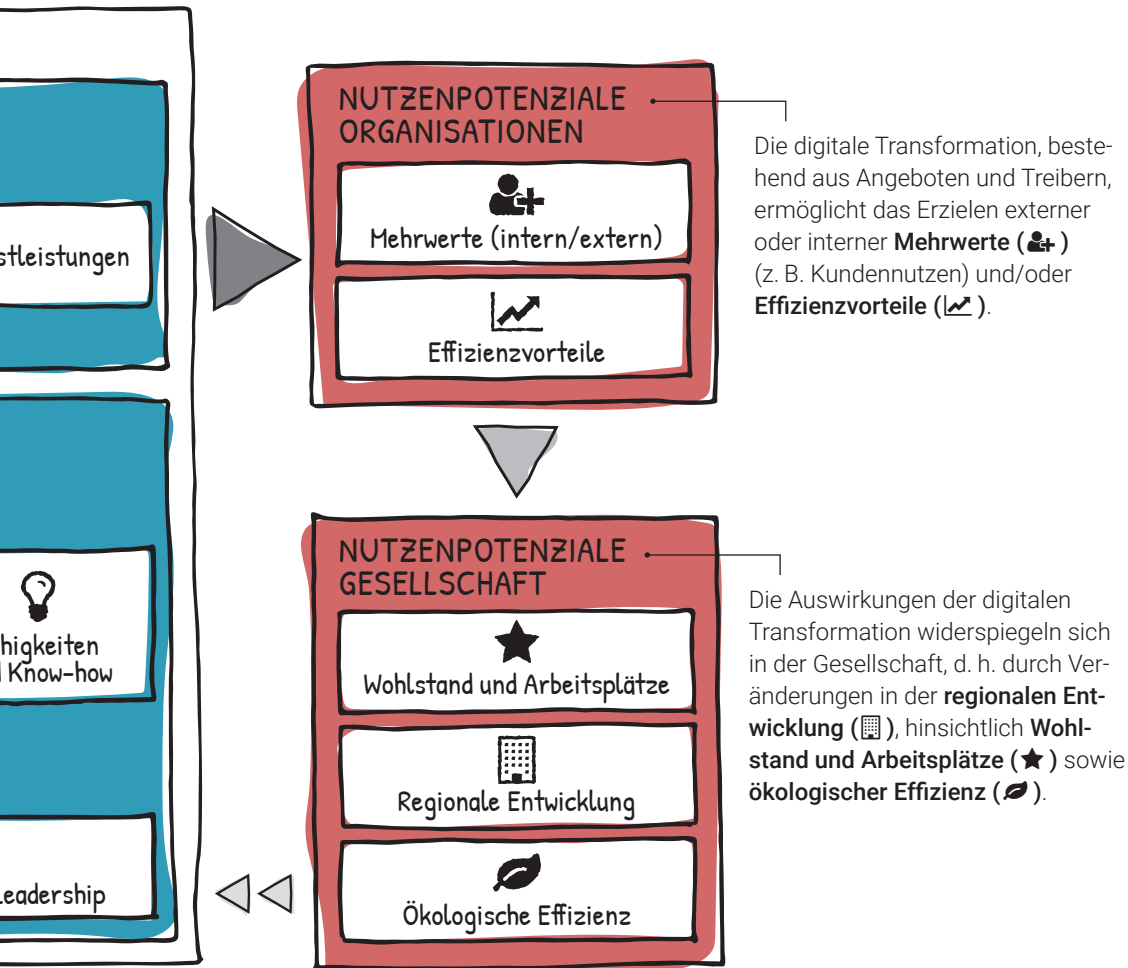 stleistungen
higkeiten
Know-how
eadership
NUTZENPOTENZIALE
ORGANISATIONEN
Mehrwerte (intern/extern)
Effizienzvorteile
Die digitale Transformation, beste-
hend aus Angeboten und Treibern,
ermöglicht das Erzielen externer
oder interner Mehrwerte ( )
(z. B. Kundennutzen) und/oder
Effizienzvorteile ( ).
NUTZENPOTENZIALE
GESELLSCHAFT
Wohlstand und Arbeitsplätze
Regionale Entwicklung
Ökologische Effizienz
Die Auswirkungen der digitalen
Transformation widerspiegeln sich
in der Gesellschaft, d. h. durch Ver-
änderungen in der regionalen Ent-
wicklung ( ), hinsichtlich Wohl-
stand und Arbeitsplätze (★) sowie
ökologischer Effizienz ( ).